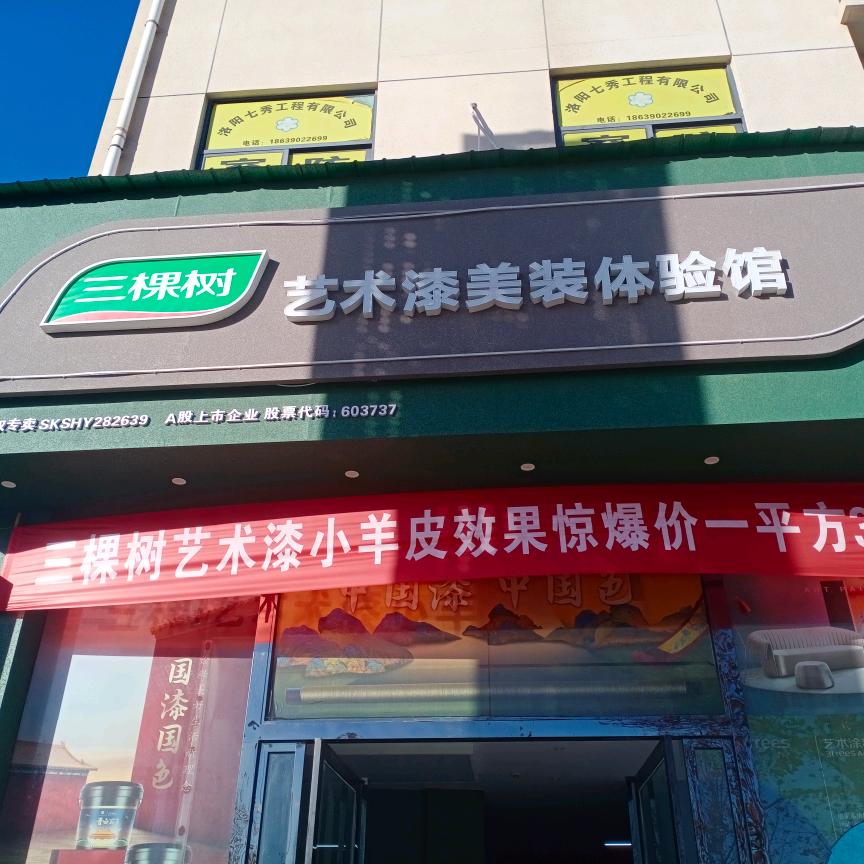 洛阳七秀工程有限公司
电话：18639022699
洛阳七秀工程有限公司
电话：18639022699
三棵树
艺术漆美装体验馆
专卖 SKSHY282639 A股上市企业 股票代码：603737
三棵树艺术漆小羊皮效果惊爆价一平方
中国漆 中国色
国漆国色
艺术涂